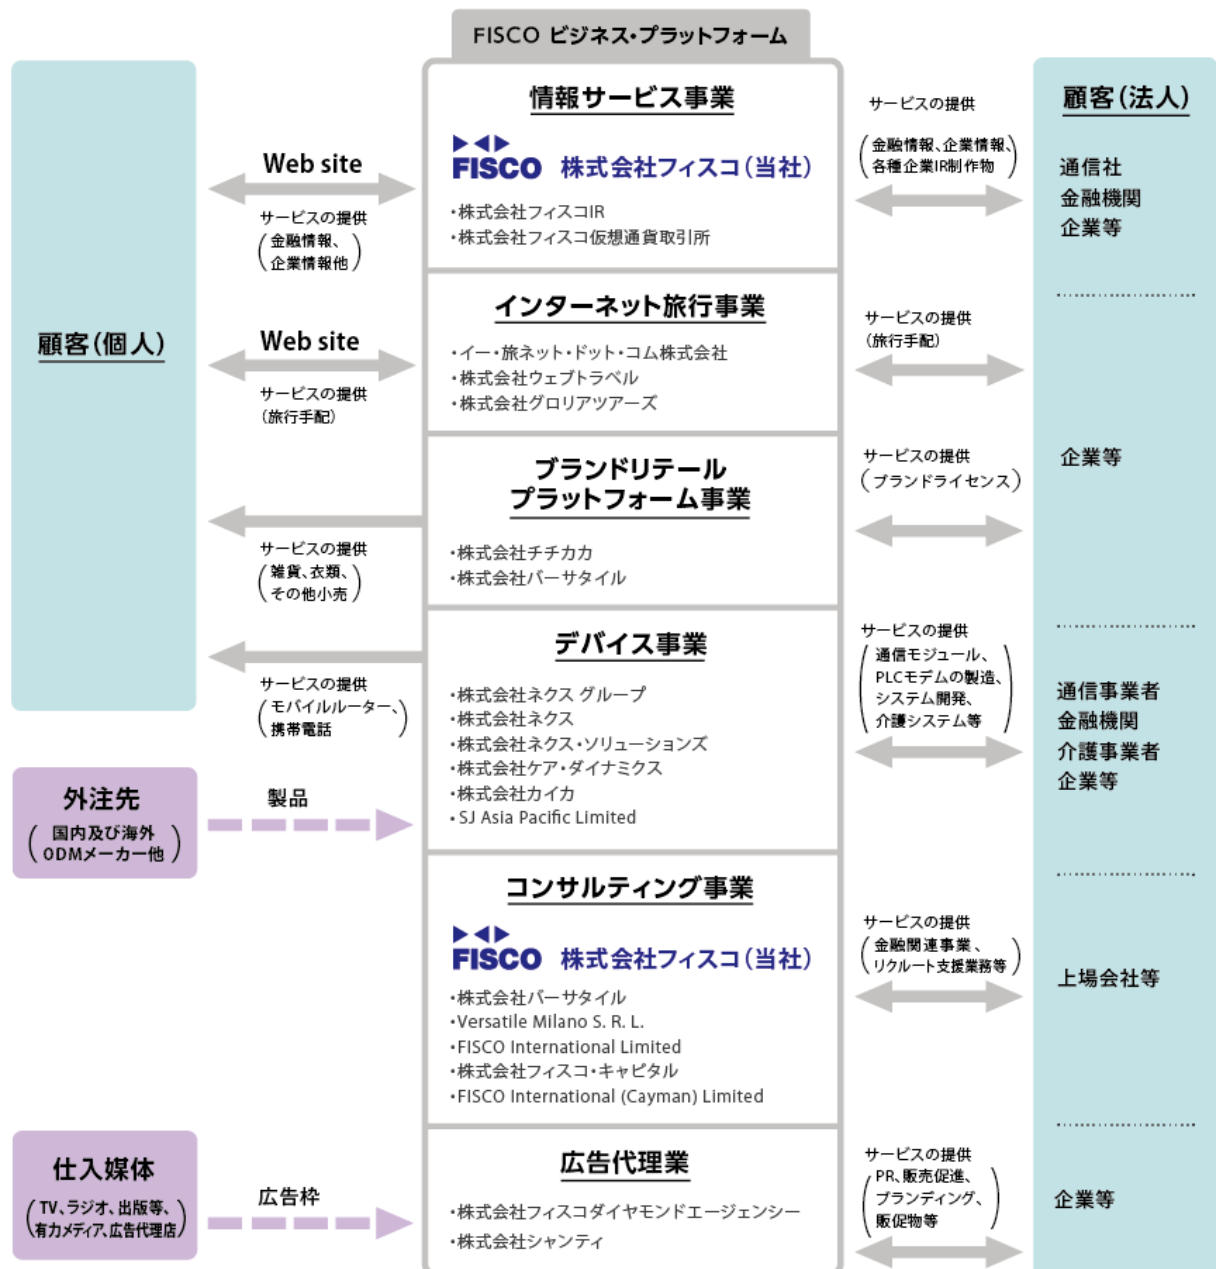 FISCO ビジネス・プラットフォーム
顧客(個人)
Web site
サービスの提供
(金融情報、
企業情報他)
Web site
サービスの提供
(旅行手配)
サービスの提供
(雑貨、衣類、
その他小売)
サービスの提供
(モバイルルーター、
携帯電話)
外注先
(国内及び海外
ODMメーカー他)
製品
仕入媒体
(TV、ラジオ、出版等、
有力メディア、広告代理店)
広告枠
情報サービス事業
FISCO 株式会社フィスコ(当社)
・株式会社フィスコIR
・株式会社フィスコ仮想通貨取引所
インターネット旅行事業
・イー・旅ネット・ドット・コム株式会社
・株式会社ウェブトラベル
・株式会社グロリアツアーズ
ブランドリテール
プラットフォーム事業
・株式会社チチカカ
・株式会社バーサタイル
デバイス事業
・株式会社ネクス グループ
・株式会社ネクス
・株式会社ネクス・ソリューションズ
・株式会社ケア・ダイナミクス
・株式会社カイカ
・SJ Asia Pacific Limited
コンサルティング事業
FISCO 株式会社フィスコ(当社)
・株式会社バーサタイル
・Versatile Milano S. R. L.
・FISCO International Limited
・株式会社フィスコ・キャピタル
・FISCO International (Cayman) Limited
広告代理業
・株式会社フィスコダイヤモンドエージェンシー
・株式会社シャンティ
サービスの提供
(金融情報、企業情報、
各種企業IR制作物)
サービスの提供
(旅行手配)
サービスの提供
(ブランドライセンス)
サービスの提供
(通信モジュール、
PLCモデムの製造、
システム開発、
介護システム等)
サービスの提供
(金融関連事業、
リクルート支援業務等)
サービスの提供
(PR、販売促進、
ブランディング、
販促物等)
顧客(法人)
通信社
金融機関
企業等
企業等
通信事業者
金融機関
介護事業者
企業等
上場会社等
企業等